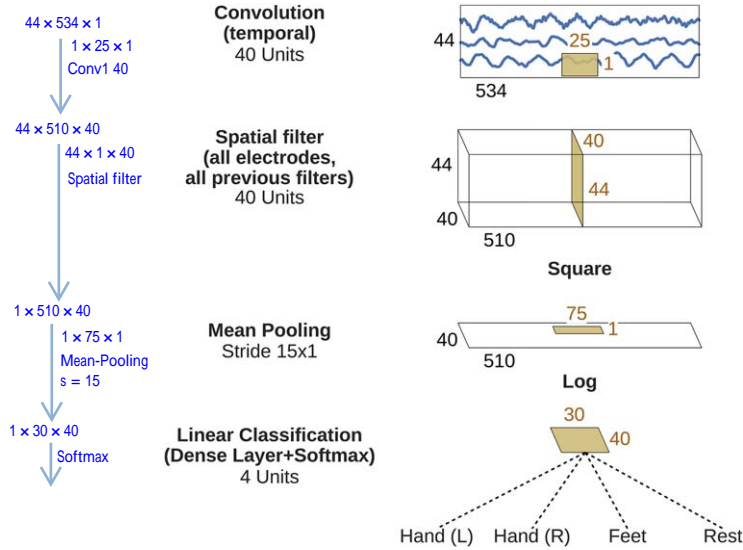 44 × 534 × 1
1 × 25 × 1
Conv1 40
Convolution
(temporal)
40 Units
44
25
1
534
44 × 510 × 40
44 × 1 × 40
Spatial filter
Spatial filter
(all electrodes,
all previous filters)
40 Units
40
44
44
40
510
Square
1 × 510 × 40
1 × 75 × 1
Mean-Pooling
s = 15
Mean Pooling
Stride 15x1
75
1
40
510
Log
1 × 30 × 40
Softmax
Linear Classification
(Dense Layer+Softmax)
4 Units
30
40
Hand (L) Hand (R) Feet Rest